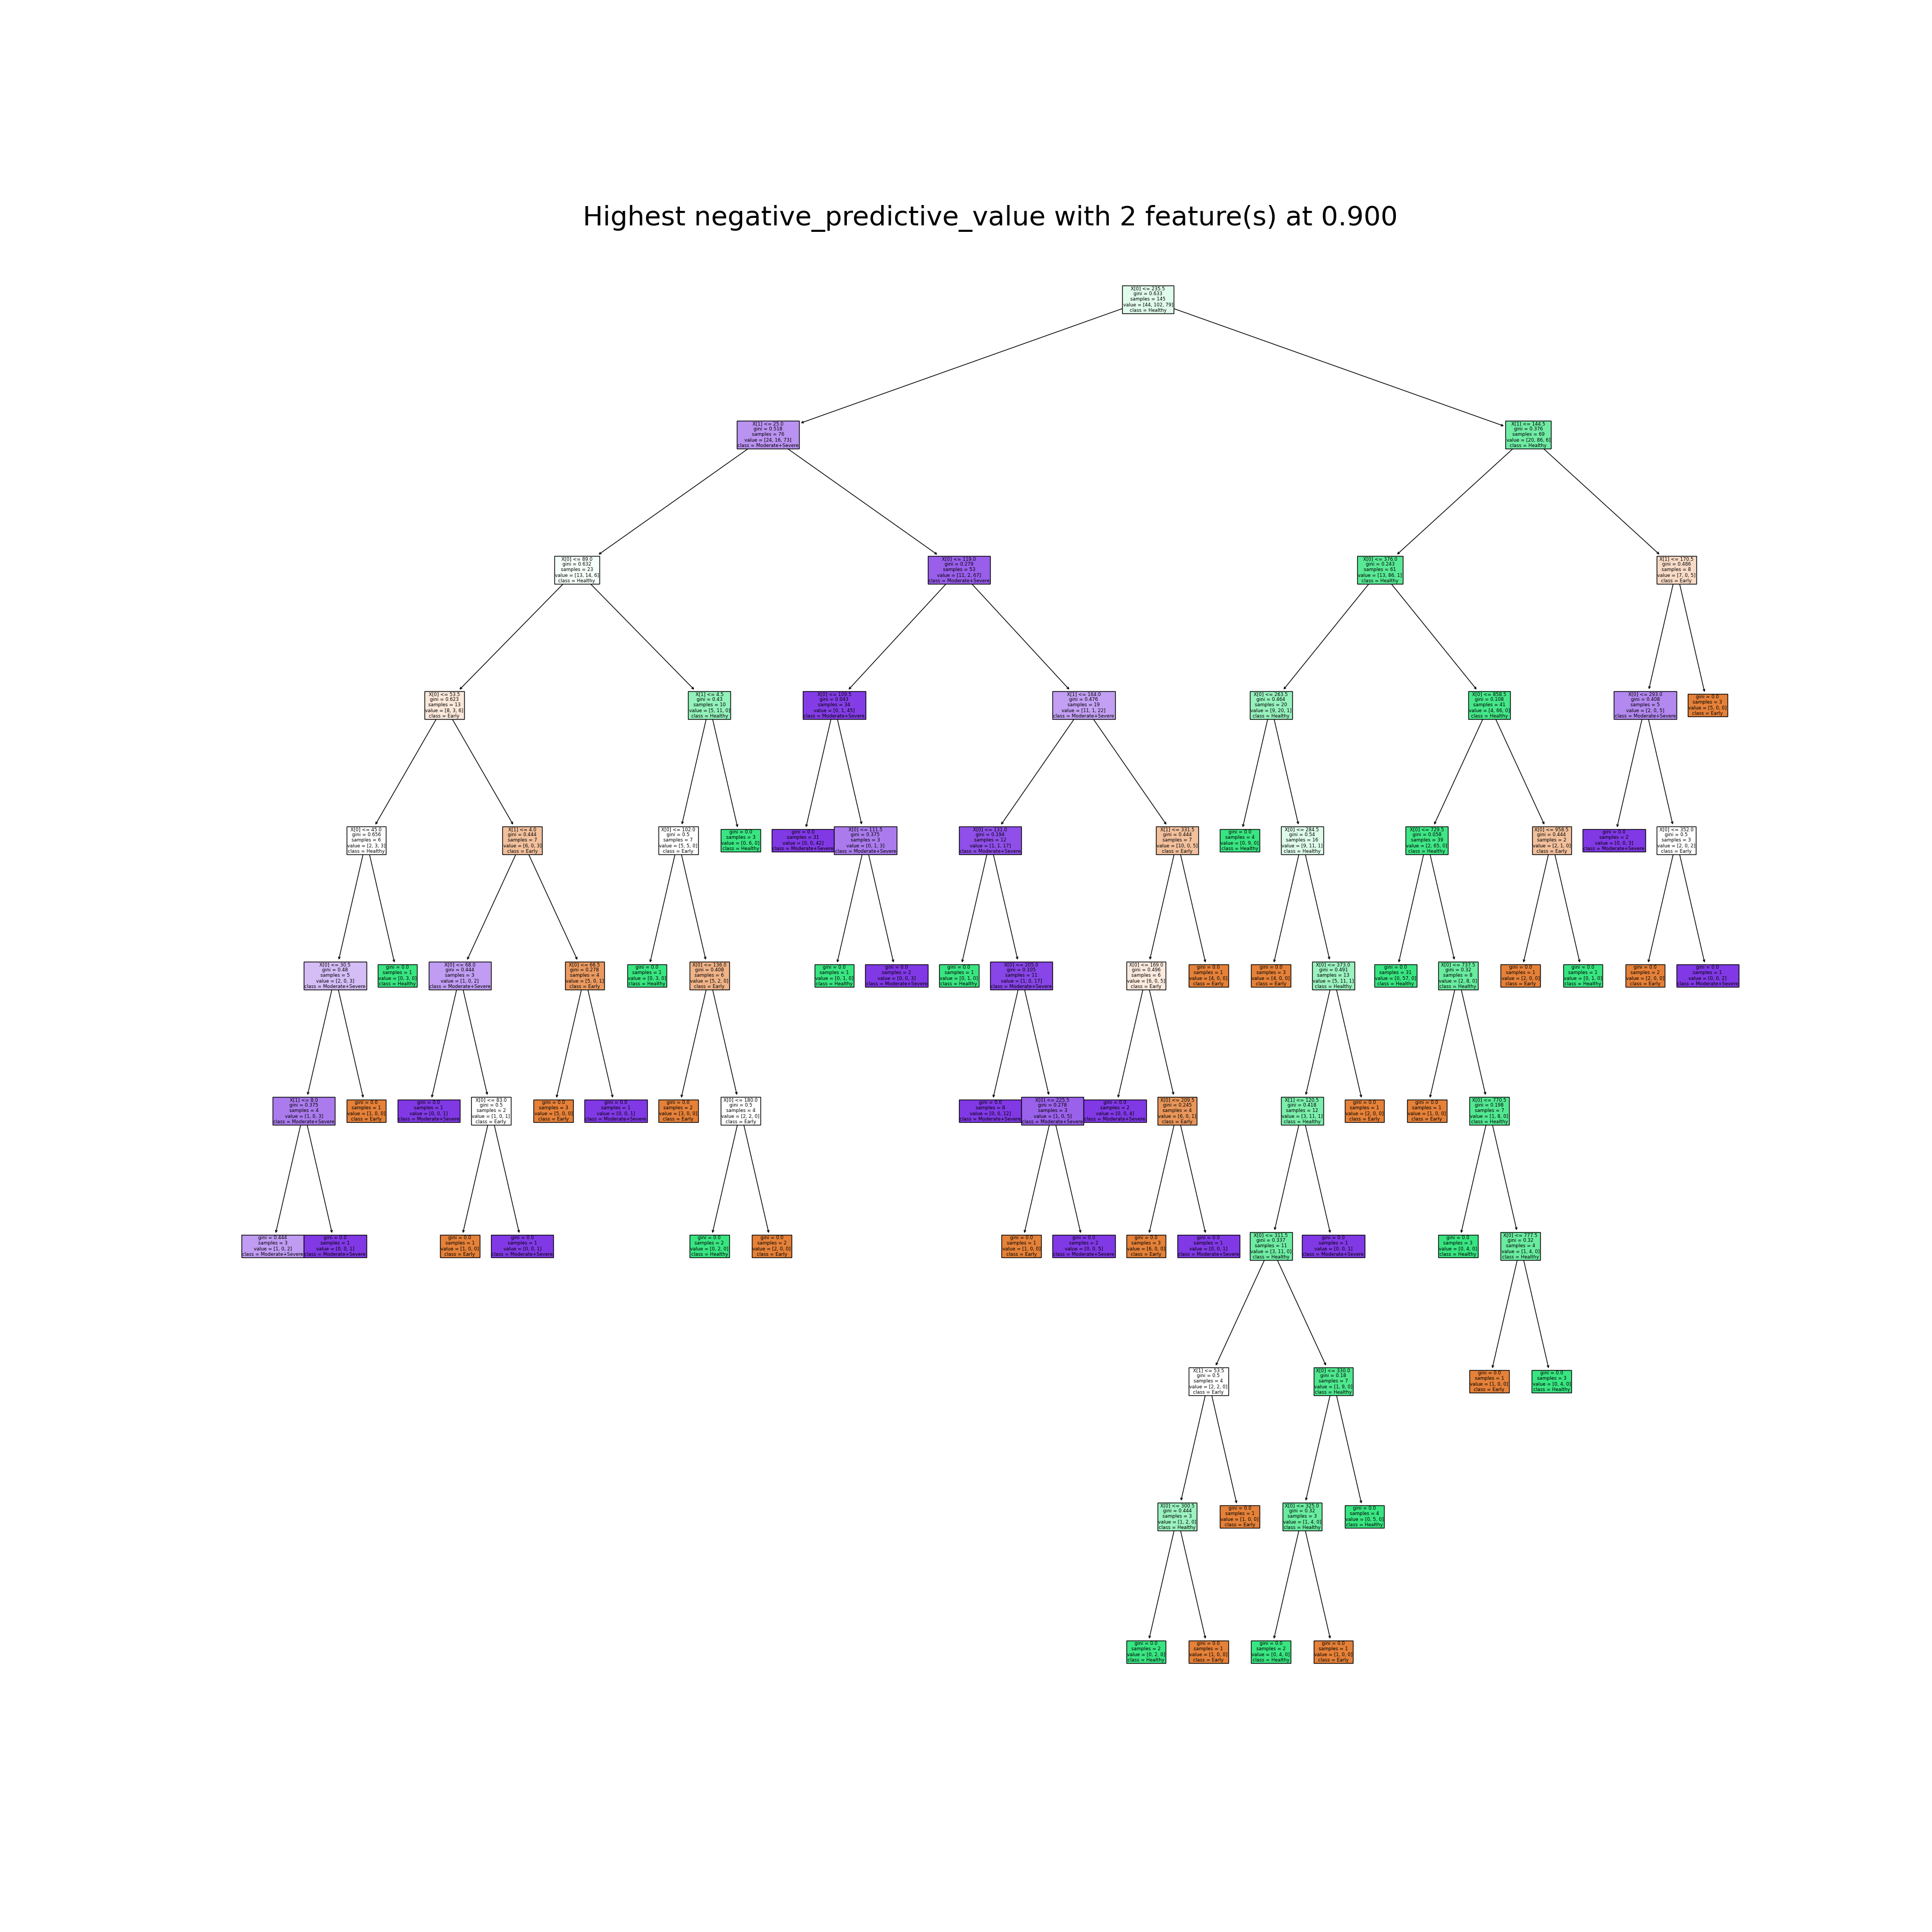 Highest negative_predictive_value with 2 feature(s) at 0.900
X[0] <= 235.5
gini = 0.633
samples = 145
value = [44, 102, 79]
class = Healthy
X[1] <= 25.0
gini = 0.518
samples = 76
value = [24, 16, 73]
class = Moderate+Severe
X[1] <= 144.5
gini = 0.376
samples = 69
value = [20, 86, 6]
class = Healthy
X[0] <= 89.0
gini = 0.632
samples = 23
value = [13, 14, 6]
class = Healthy
X[0] <= 119.0
gini = 0.279
samples = 53
value = [11, 2, 67]
class = Moderate+Severe
X[0] <= 376.0
gini = 0.243
samples = 61
value = [13, 86, 1]
class = Healthy
X[1] <= 170.5
gini = 0.486
samples = 8
value = [7, 0, 5]
class = Early
X[0] <= 53.5
gini = 0.623
samples = 13
value = [8, 3, 6]
class = Early
X[1] <= 4.5
gini = 0.43
samples = 10
value = [5, 11, 0]
class = Healthy
X[0] <= 109.5
gini = 0.043
samples = 34
value = [0, 1, 45]
class = Moderate+Severe
X[1] <= 164.0
gini = 0.476
samples = 19
value = [11, 1, 22]
class = Moderate+Severe
X[0] <= 263.5
gini = 0.464
samples = 20
value = [9, 20, 1]
class = Healthy
X[0] <= 858.5
gini = 0.108
samples = 41
value = [4, 66, 0]
class = Healthy
X[0] <= 293.0
gini = 0.408
samples = 5
value = [2, 0, 5]
class = Moderate+Severe
gini = 0.0
samples = 3
value = [5, 0, 0]
class = Early
X[0] <= 45.0
gini = 0.656
samples = 6
value = [2, 3, 3]
class = Healthy
X[1] <= 4.0
gini = 0.444
samples = 7
value = [6, 0, 3]
class = Early
X[0] <= 102.0
gini = 0.5
samples = 7
value = [5, 5, 0]
class = Early
gini = 0.0
samples = 3
value = [0, 6, 0]
class = Healthy
gini = 0.0
samples = 31
value = [0, 0, 42]
class = Moderate+Severe
X[0] <= 111.5
gini = 0.375
samples = 3
value = [0, 1, 3]
class = Moderate+Severe
X[0] <= 131.0
gini = 0.194
samples = 12
value = [1, 1, 17]
class = Moderate+Severe
X[1] <= 331.5
gini = 0.444
samples = 7
value = [10, 0, 5]
class = Early
gini = 0.0
samples = 4
value = [0, 9, 0]
class = Healthy
X[0] <= 284.5
gini = 0.54
samples = 16
value = [9, 11, 1]
class = Healthy
X[0] <= 729.5
gini = 0.058
samples = 39
value = [2, 65, 0]
class = Healthy
X[0] <= 958.5
gini = 0.444
samples = 2
value = [2, 1, 0]
class = Early
gini = 0.0
samples = 2
value = [0, 0, 3]
class = Moderate+Severe
X[0] <= 352.0
gini = 0.5
samples = 3
value = [2, 0, 2]
class = Early
X[0] <= 30.5
gini = 0.48
samples = 5
value = [2, 0, 3]
class = Moderate+Severe
gini = 0.0
samples = 1
value = [0, 3, 0]
class = Healthy
X[0] <= 68.0
gini = 0.444
samples = 3
value = [1, 0, 2]
class = Moderate+Severe
X[0] <= 66.5
gini = 0.278
samples = 4
value = [5, 0, 1]
class = Early
gini = 0.0
samples = 1
value = [0, 3, 0]
class = Healthy
X[0] <= 136.0
gini = 0.408
samples = 6
value = [5, 2, 0]
class = Early
gini = 0.0
samples = 1
value = [0, 1, 0]
class = Healthy
gini = 0.0
samples = 2
value = [0, 0, 3]
class = Moderate+Severe
gini = 0.0
samples = 1
value = [0, 1, 0]
class = Healthy
X[0] <= 205.0
gini = 0.105
samples = 11
value = [1, 0, 17]
class = Moderate+Severe
X[0] <= 169.0
gini = 0.496
samples = 6
value = [6, 0, 5]
class = Early
gini = 0.0
samples = 1
value = [4, 0, 0]
class = Early
gini = 0.0
samples = 3
value = [4, 0, 0]
class = Early
X[0] <= 373.0
gini = 0.491
samples = 13
value = [5, 11, 1]
class = Healthy
gini = 0.0
samples = 31
value = [0, 57, 0]
class = Healthy
X[0] <= 737.5
gini = 0.32
samples = 8
value = [2, 8, 0]
class = Healthy
gini = 0.0
samples = 1
value = [2, 0, 0]
class = Early
gini = 0.0
samples = 1
value = [0, 1, 0]
class = Healthy
gini = 0.0
samples = 2
value = [2, 0, 0]
class = Early
gini = 0.0
samples = 1
value = [0, 0, 2]
class = Moderate+Severe
X[1] <= 8.0
gini = 0.375
samples = 4
value = [1, 0, 3]
class = Moderate+Severe
gini = 0.0
samples = 1
value = [1, 0, 0]
class = Early
gini = 0.0
samples = 1
value = [0, 0, 1]
class = Moderate+Severe
X[0] <= 83.0
gini = 0.5
samples = 2
value = [1, 0, 1]
class = Early
gini = 0.0
samples = 3
value = [5, 0, 0]
class = Early
gini = 0.0
samples = 1
value = [0, 0, 1]
class = Moderate+Severe
gini = 0.0
samples = 2
value = [3, 0, 0]
class = Early
X[0] <= 180.0
gini = 0.5
samples = 4
value = [2, 2, 0]
class = Early
gini = 0.0
samples = 8
value = [0, 0, 12]
class = Moderate+Severe
X[0] <= 225.5
gini = 0.278
samples = 3
value = [1, 0, 5]
class = Moderate+Severe
gini = 0.0
samples = 2
value = [0, 0, 4]
class = Moderate+Severe
X[0] <= 209.5
gini = 0.245
samples = 4
value = [6, 0, 1]
class = Early
X[1] <= 120.5
gini = 0.418
samples = 12
value = [3, 11, 1]
class = Healthy
gini = 0.0
samples = 1
value = [2, 0, 0]
class = Early
gini = 0.0
samples = 1
value = [1, 0, 0]
class = Early
X[0] <= 770.5
gini = 0.198
samples = 7
value = [1, 8, 0]
class = Healthy
gini = 0.444
samples = 3
value = [1, 0, 2]
class = Moderate+Severe
gini = 0.0
samples = 1
value = [0, 0, 1]
class = Moderate+Severe
gini = 0.0
samples = 1
value = [1, 0, 0]
class = Early
gini = 0.0
samples = 1
value = [0, 0, 1]
class = Moderate+Severe
gini = 0.0
samples = 2
value = [0, 2, 0]
class = Healthy
gini = 0.0
samples = 2
value = [2, 0, 0]
class = Early
gini = 0.0
samples = 1
value = [1, 0, 0]
class = Early
gini = 0.0
samples = 2
value = [0, 0, 5]
class = Moderate+Severe
gini = 0.0
samples = 3
value = [6, 0, 0]
class = Early
gini = 0.0
samples = 1
value = [0, 0, 1]
class = Moderate+Severe
X[0] <= 311.5
gini = 0.337
samples = 11
value = [3, 11, 0]
class = Healthy
gini = 0.0
samples = 1
value = [0, 0, 1]
class = Moderate+Severe
gini = 0.0
samples = 3
value = [0, 4, 0]
class = Healthy
X[0] <= 777.5
gini = 0.32
samples = 4
value = [1, 4, 0]
class = Healthy
X[1] <= 53.5
gini = 0.5
samples = 4
value = [2, 2, 0]
class = Early
X[0] <= 330.0
gini = 0.18
samples = 7
value = [1, 9, 0]
class = Healthy
gini = 0.0
samples = 1
value = [1, 0, 0]
class = Early
gini = 0.0
samples = 3
value = [0, 4, 0]
class = Healthy
X[0] <= 300.5
gini = 0.444
samples = 3
value = [1, 2, 0]
class = Healthy
gini = 0.0
samples = 1
value = [1, 0, 0]
class = Early
X[0] <= 325.0
gini = 0.32
samples = 3
value = [1, 4, 0]
class = Healthy
gini = 0.0
samples = 4
value = [0, 5, 0]
class = Healthy
gini = 0.0
samples = 2
value = [0, 2, 0]
class = Healthy
gini = 0.0
samples = 1
value = [1, 0, 0]
class = Early
gini = 0.0
samples = 2
value = [0, 4, 0]
class = Healthy
gini = 0.0
samples = 1
value = [1, 0, 0]
class = Early